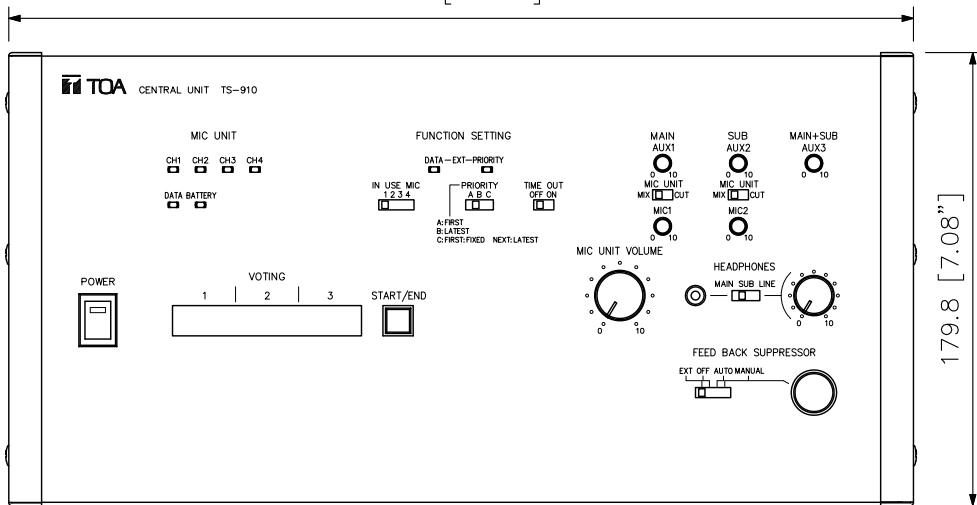 TOA CENTRAL UNIT TS-910
MIC UNIT
CH1 CH2 CH3 CH4
DATA BATTERY
FUNCTION SETTING
DATA-EXT-PRIORITY
IN USE MIC
1 2 3 4
PRIORITY
A B C
TIME OUT
OFF ON
A:FIRST
B:LATEST
C:FIRST:FIXED NEXT:LATEST
MAIN
AUX1
0 10
SUB
AUX2
0 10
MAIN+SUB
AUX3
0 10
MIC UNIT
MIX CUT
MIC UNIT
MIX CUT
MIC1
0 10
MIC2
0 10
MIC UNIT VOLUME
0 10
HEADPHONES
MAIN SUB LINE
0 10
POWER
VOTING
1 2 3
START/END
FEED BACK SUPPRESSOR
EXT OFF AUTO MANUAL
179.8 [7.08"]